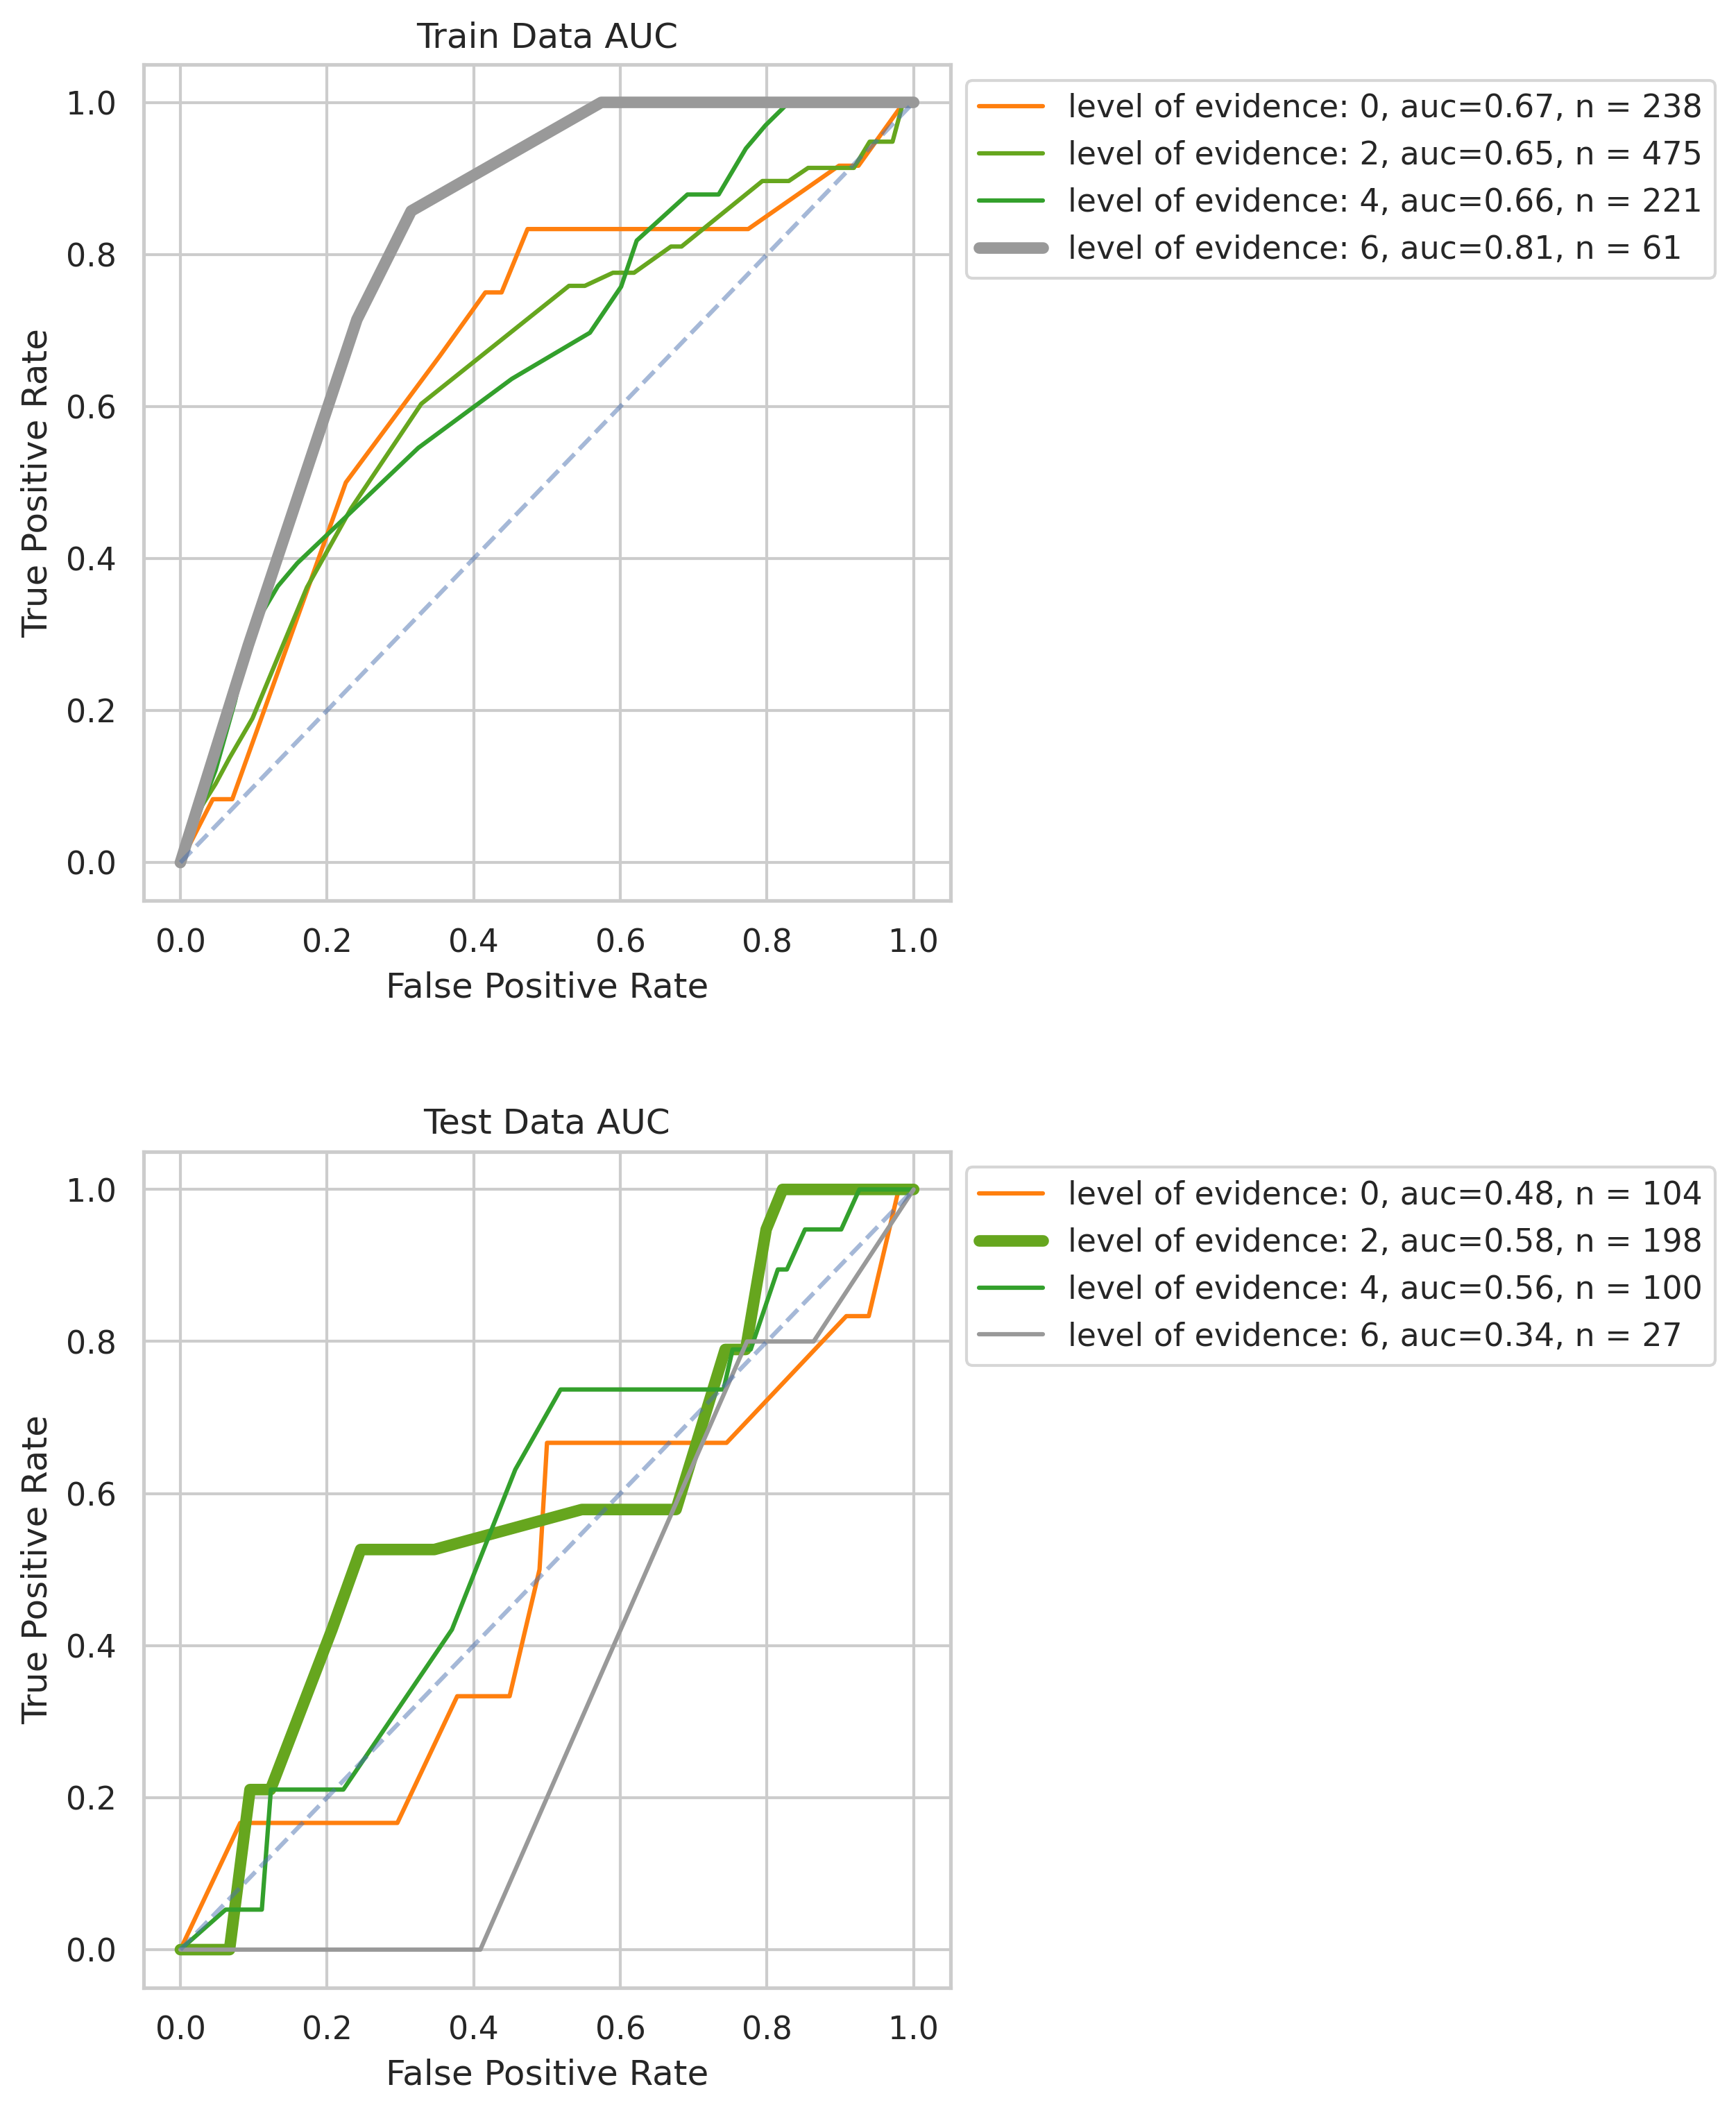 Train Data AUC
1.0
0.8
0.6
0.4
0.2
0.0
True Positive Rate
0.0 0.2 0.4 0.6 0.8 1.0
False Positive Rate
level of evidence: 0, auc=0.67, n = 238
level of evidence: 2, auc=0.65, n = 475
level of evidence: 4, auc=0.66, n = 221
level of evidence: 6, auc=0.81, n = 61
Test Data AUC
1.0
0.8
0.6
0.4
0.2
0.0
True Positive Rate
0.0 0.2 0.4 0.6 0.8 1.0
False Positive Rate
level of evidence: 0, auc=0.48, n = 104
level of evidence: 2, auc=0.58, n = 198
level of evidence: 4, auc=0.56, n = 100
level of evidence: 6, auc=0.34, n = 27